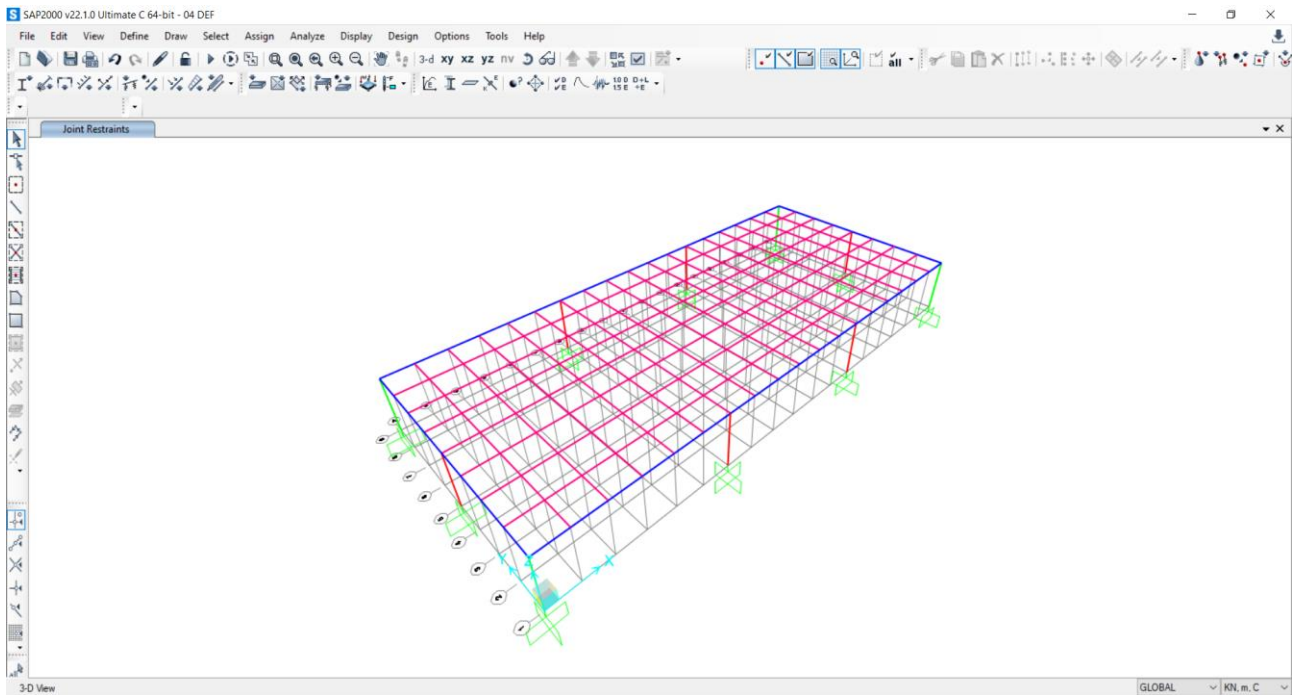 SAP2000 v22.1.0 Ultimate C 64-bit - 04 DEF
File Edit View Define Draw Select Assign Analyze Display Design Options Tools Help
3-d xy xz yz nv all
Joint Restraints
Y Z X
3-D View GLOBAL KN, m, C